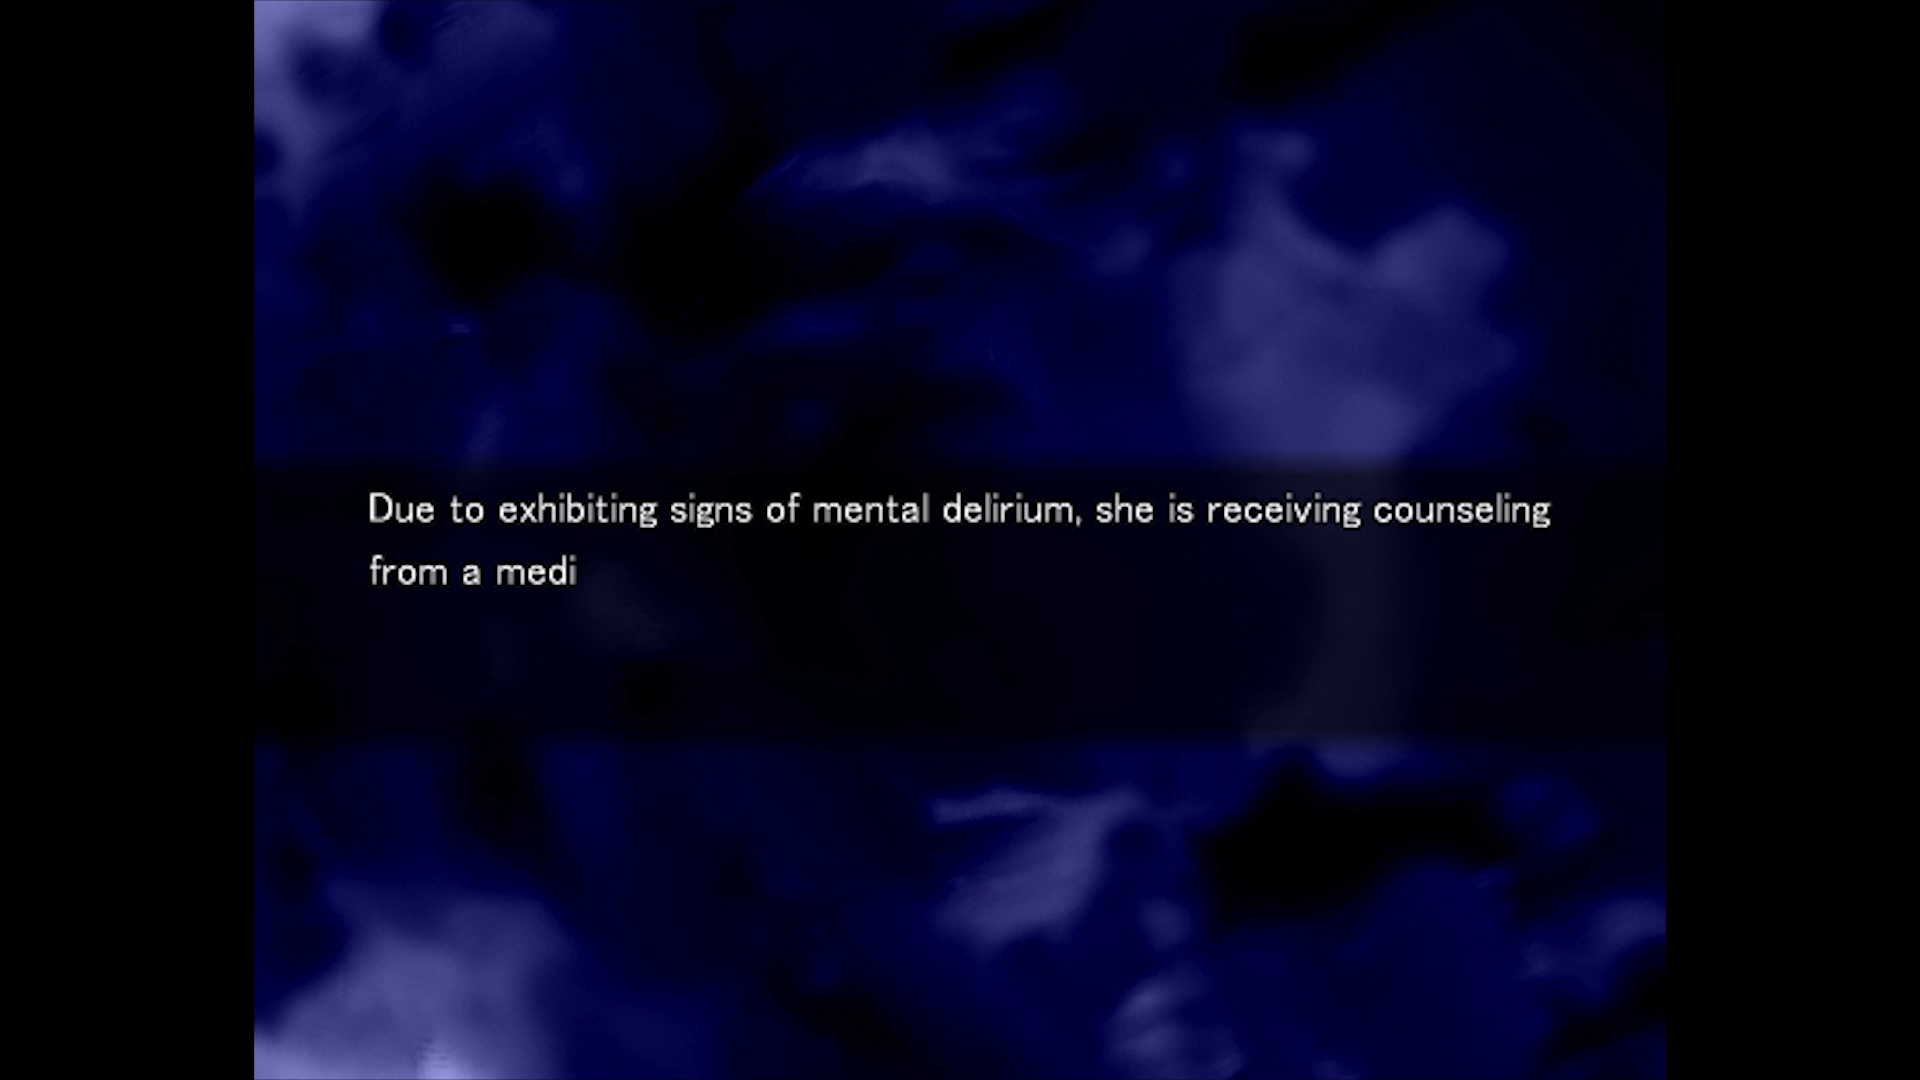 Due to exhibiting signs of mental delirium, she is receiving counseling
from a medi